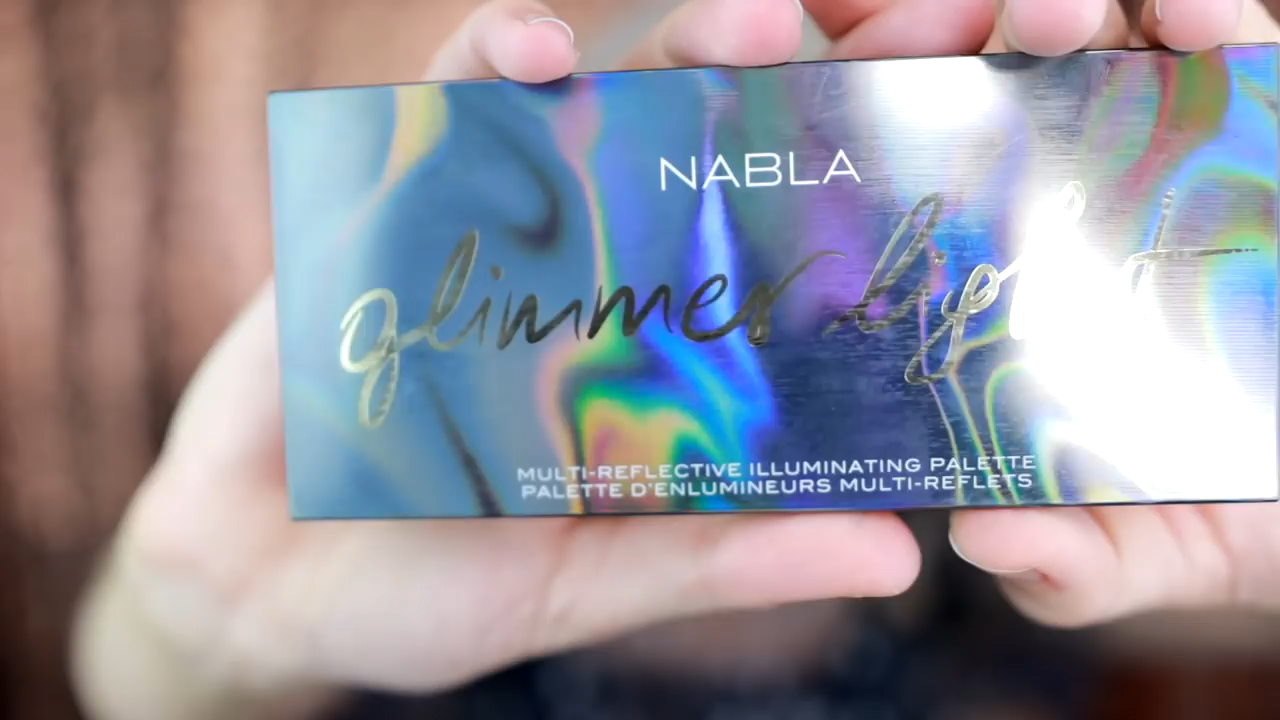 NABLA
glimmer light
MULTI-REFLECTIVE ILLUMINATING PALETTE
PALETTE D'ENLUMINEURS MULTI-REFLETS